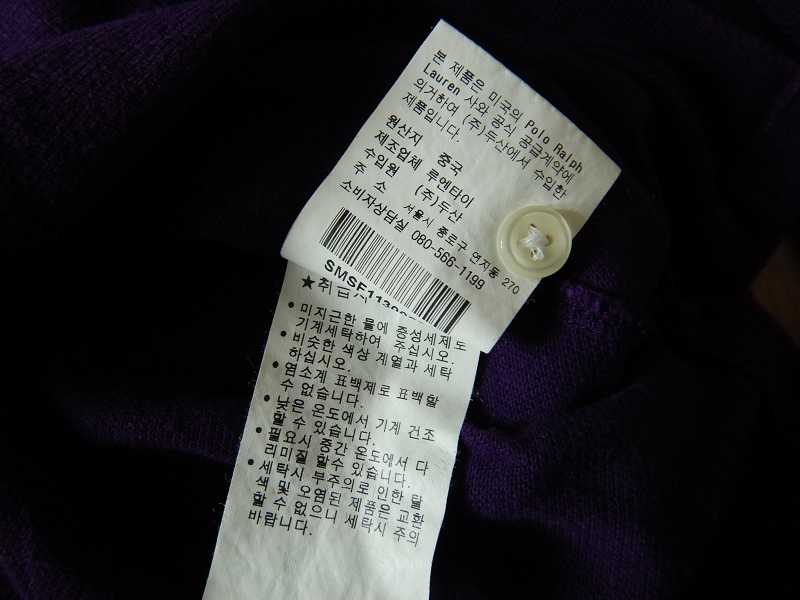 본 제품은 미국의 Polo Ralph
Lauren 사와 공식 공급계약에
의거하여 (주)두산에서 수입한
제품입니다.
원산지 중국
제조업체 루엔타이
수입원 (주)두산
주 소 서울시 종로구 연지동 270
소비자상담실 080-566-1199
★취급
• 미지근한 물에 중성세제로
기계세탁하여 주십시오.
• 비슷한 색상 계열과 세탁
하십시오.
• 염소계 표백제로 표백할
수 없습니다.
• 낮은 온도에서 기계 건조
할 수 있습니다.
• 필요시 중간 온도에서 다
리미질 할수 있습니다.
• 세탁시 부주의로 인한 탈
색 및 오염된 제품은 교환
할 수 없으니 세탁시 주의
바랍니다.